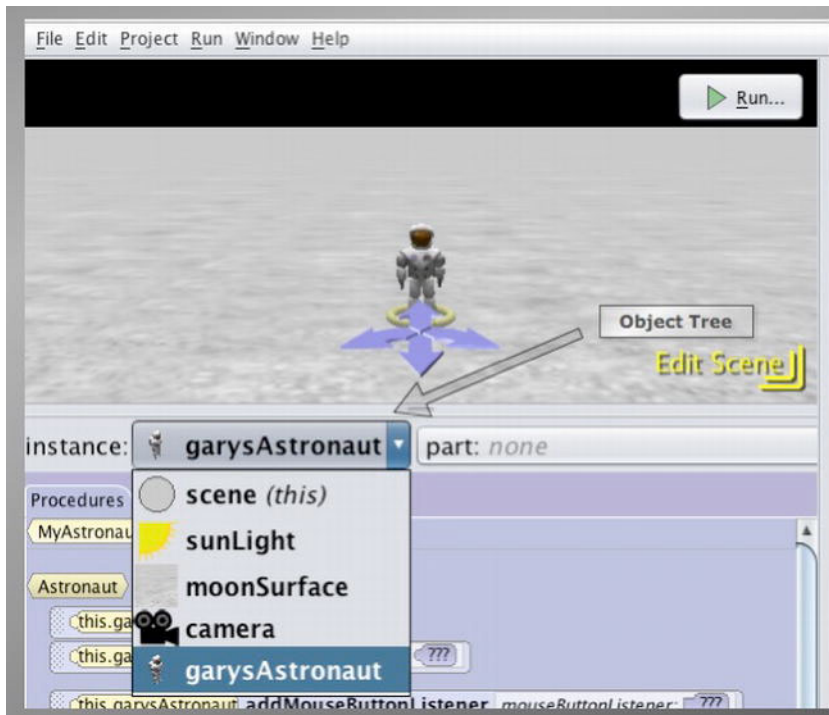 File Edit Project Run Window Help
Run...
Object Tree
Edit Scene
instance: garysAstronaut part: none
scene (this)
Procedures
MyAstronau
sunLight
Astronaut
moonSurface
this.ga
camera
this.ga ???
garysAstronaut
this.garysAstronaut addMouseButtonListener mouseButtonListener: ???